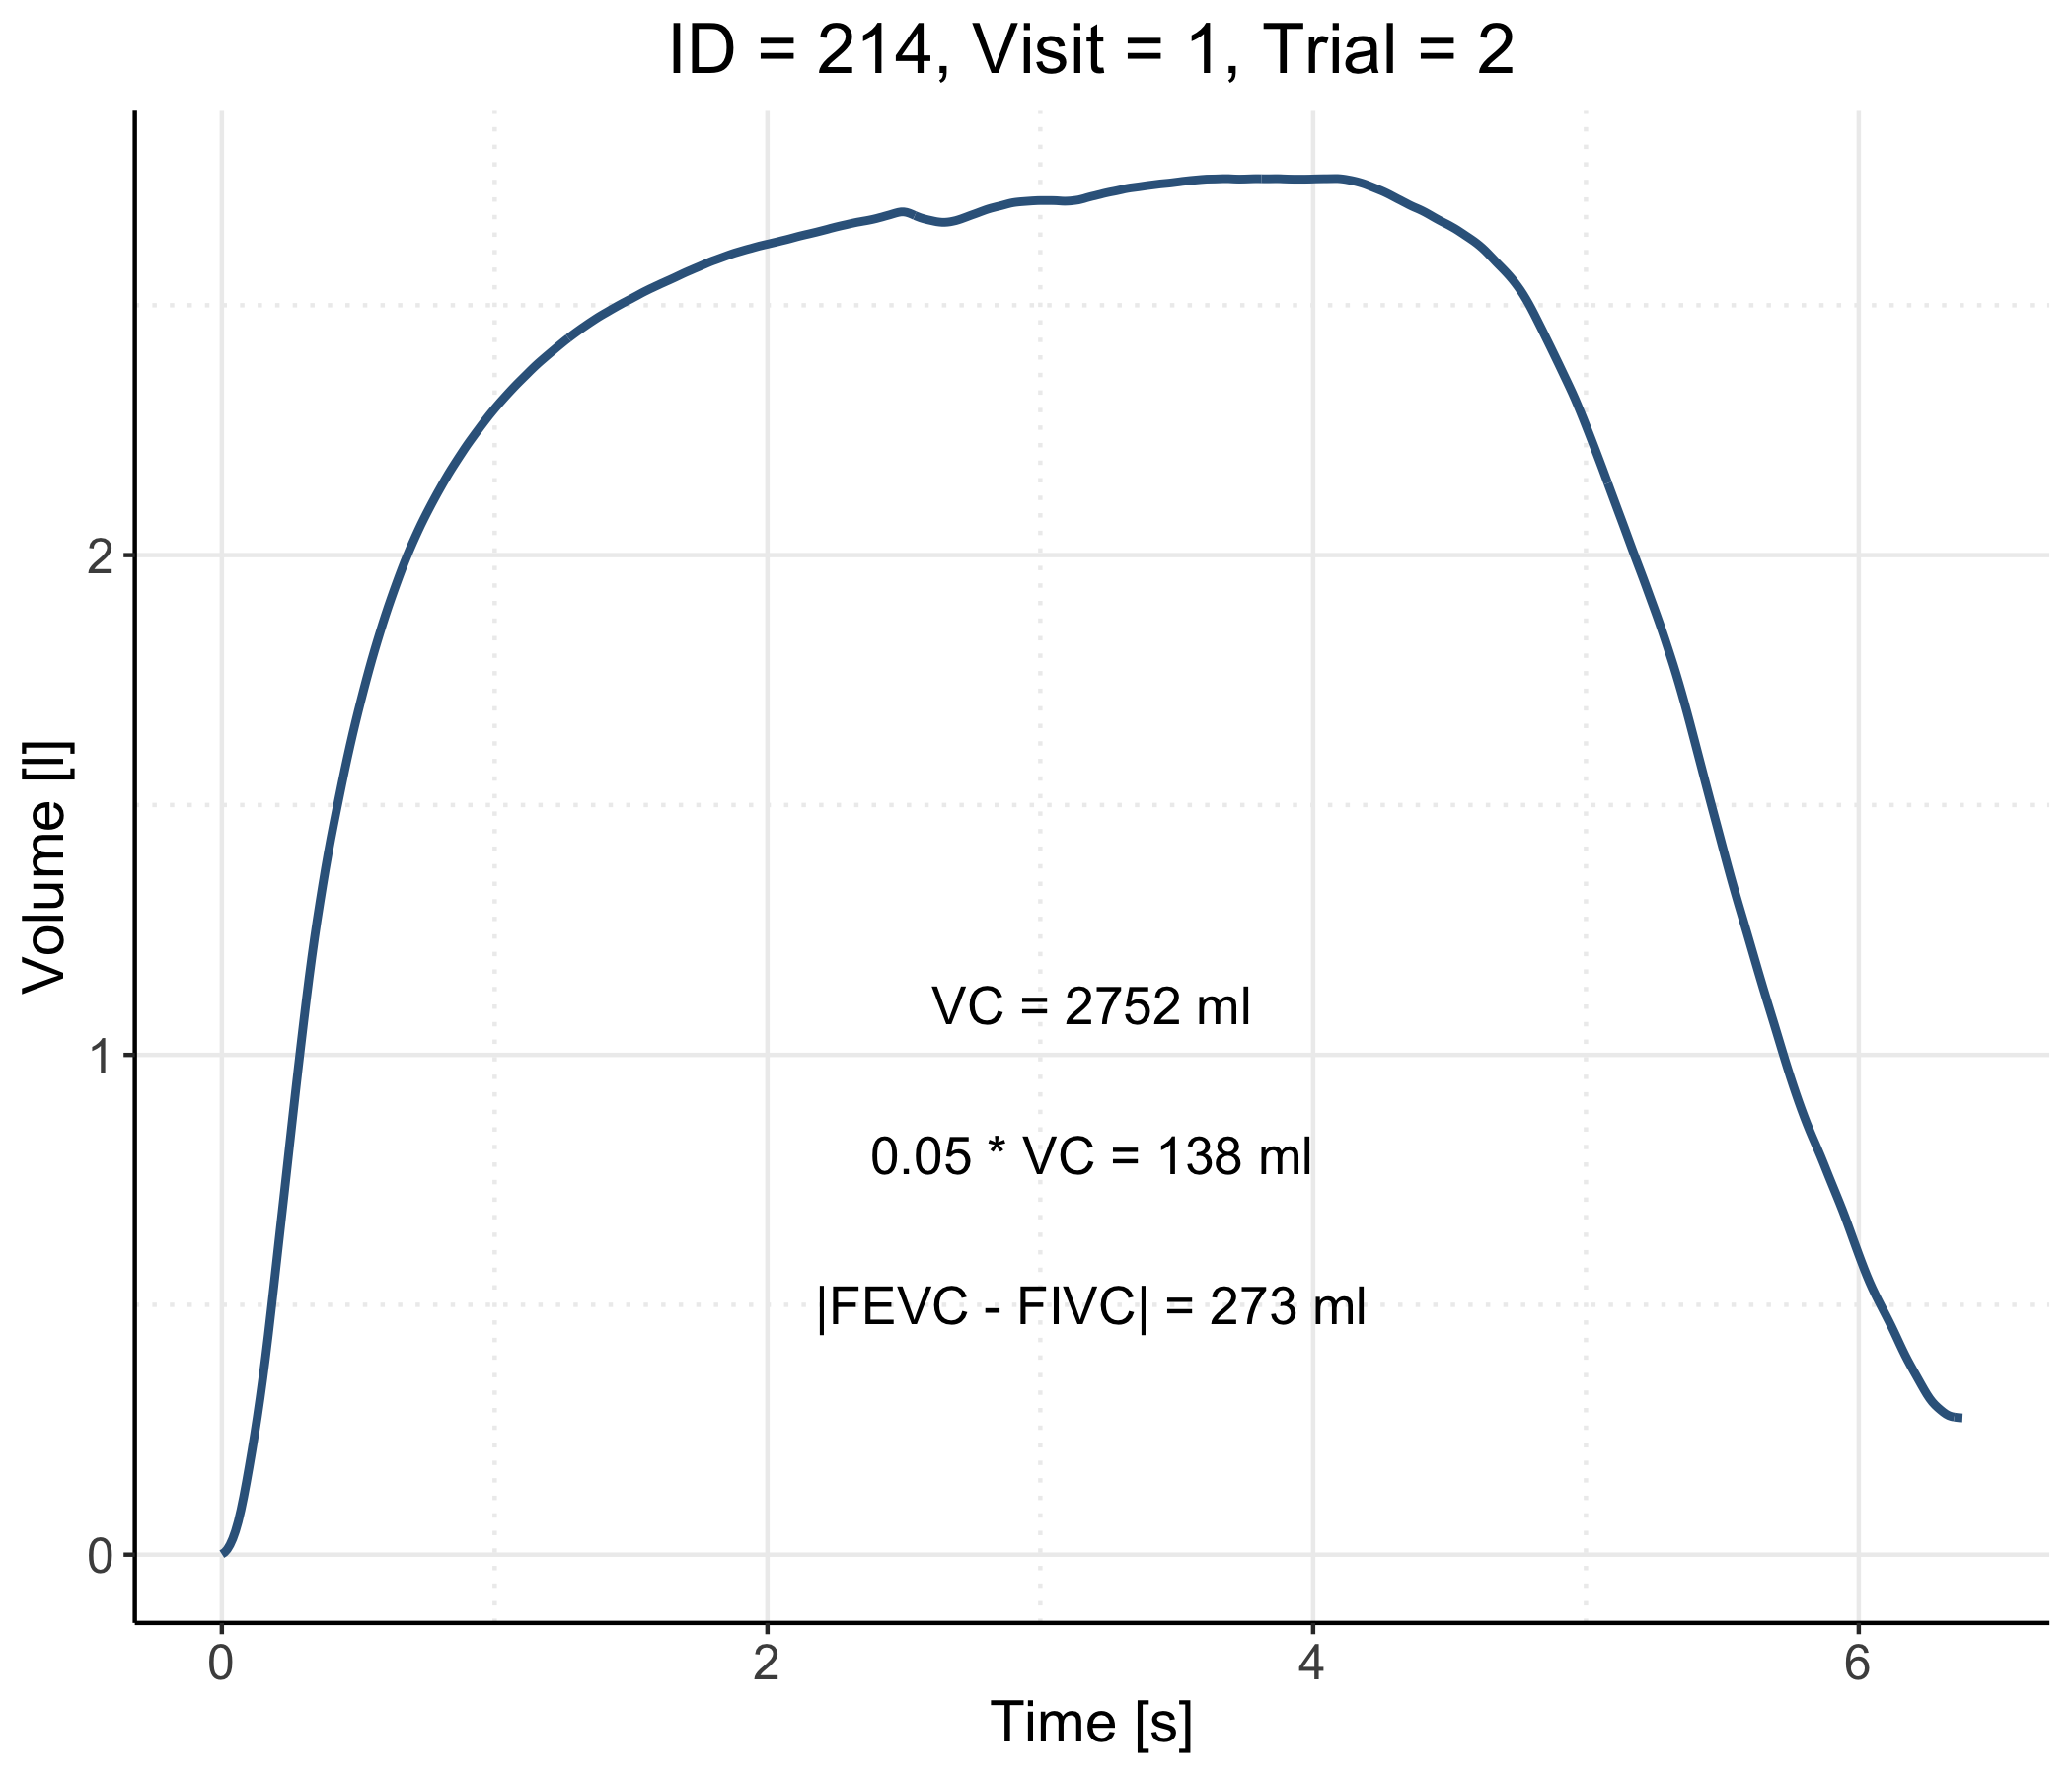 ID = 214, Visit = 1, Trial = 2
Volume [l]
2
1
0
VC = 2752 ml
0.05 * VC = 138 ml
|FEVC - FIVC| = 273 ml
0 2 4 6
Time [s]